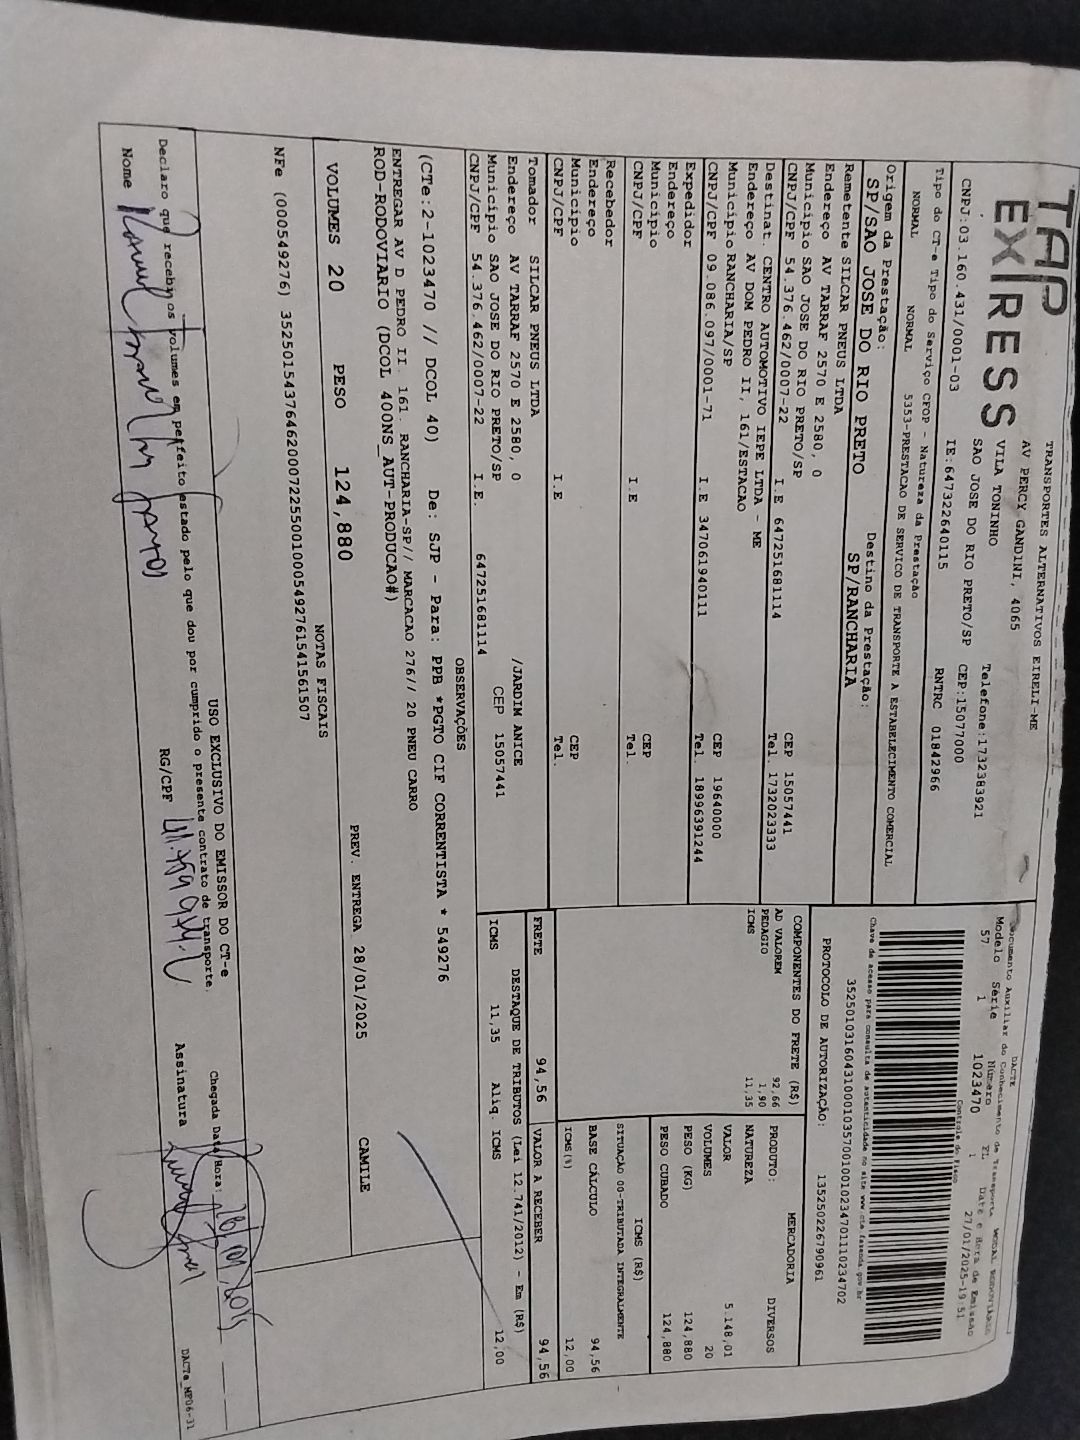 TAP
EXPRESS
TRANSPORTES ALTERNATIVOS EIRELI-ME
AV PERCY GANDINI, 4065
VILA TONINHO
Telefone:1732383921
SAO JOSE DO RIO PRETO/SP
CEP:15077000
CNPJ:03.160.431/0001-03
IE:647322640115
RNTRC 01842966
DACTE
Documento Auxiliar do Conhecimento de Transporte MODAL RODOVIARIO
Modelo Série Número FL Data e Hora de Emissão
57 1 1023470 1 27/01/2025-19:51
Controle do Fisco
Chave de acesso para consulta de autenticidade no site www.cte.fazenda.gov.br
35250103160431000103570010010234701110234702
PROTOCOLO DE AUTORIZAÇÃO: 135250226790961
Tipo do CT-e Tipo do Serviço CFOP - Natureza da Prestação
NORMAL NORMAL 5353-PRESTACAO DE SERVICO DE TRANSPORTE A ESTABELECIMENTO COMERCIAL
Origem da Prestação: Destino da Prestação:
SP/SAO JOSE DO RIO PRETO SP/RANCHARIA
Remetente SILCAR PNEUS LTDA
Endereço AV TARRAF 2570 E 2580, 0
Município SAO JOSE DO RIO PRETO/SP CEP 15057441
CNPJ/CPF 54.376.462/0007-22 I.E 647251681114 Tel. 1732023333
Destinat. CENTRO AUTOMOTIVO IEPE LTDA - ME
Endereço AV DOM PEDRO II, 161/ESTACAO
Município RANCHARIA/SP CEP 19640000
CNPJ/CPF 09.086.097/0001-71 I.E 347061940111 Tel. 18996391244
Expedidor
Endereço
Município CEP
CNPJ/CPF I.E Tel.
Recebedor
Endereço
Município CEP
CNPJ/CPF I.E Tel.
Tomador SILCAR PNEUS LTDA
Endereço AV TARRAF 2570 E 2580, 0 /JARDIM ANICE
Município SAO JOSE DO RIO PRETO/SP CEP 15057441
CNPJ/CPF 54.376.462/0007-22 I.E. 647251681114
COMPONENTES DO FRETE (R$)
AD VALOREM 92,66
PEDAGIO 1,90
ICMS 11,35
MERCADORIA
PRODUTO: DIVERSOS
NATUREZA
VALOR 5.148,01
VOLUMES 20
PESO (KG) 124,880
PESO CUBADO 124,880
ICMS (R$)
SITUAÇÃO 00-TRIBUTADA INTEGRALMENTE
BASE CÁLCULO 94,56
ICMS(%) 12,00
FRETE 94,56 VALOR A RECEBER 94,56
DESTAQUE DE TRIBUTOS (Lei 12.741/2012) - Em (R$)
ICMS 11,35 Aliq. ICMS 12,00
OBSERVAÇÕES
(CTe:2-1023470 // DCOL 40) De: SJP - Para: PPB *PGTO CIF CORRENTISTA * 549276
ENTREGAR AV D PEDRO II. 161. RANCHARIA-SP// MARCACAO 276// 20 PNEU CARRO
ROD-RODOVIARIO (DCOL 400NS_AUT-PRODUCAO#)
VOLUMES 20 PESO 124,880 PREV. ENTREGA 28/01/2025 CAMILE
NOTAS FISCAIS
NFe (000549276) 35250154376462000722550010005492761541561507
USO EXCLUSIVO DO EMISSOR DO CT-e
Declaro que recebi os volumes em perfeito estado pelo que dou por cumprido o presente contrato de transporte.
Chegada Data/Hora: 28/01/2025
Nome RG/CPF Assinatura
DACTe_MP06-31